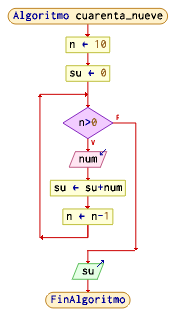 Algoritmo cuarenta_nueve
n ← 10
su ← 0
n>0
F
V
num
su ← su+num
n ← n-1
su
FinAlgoritmo